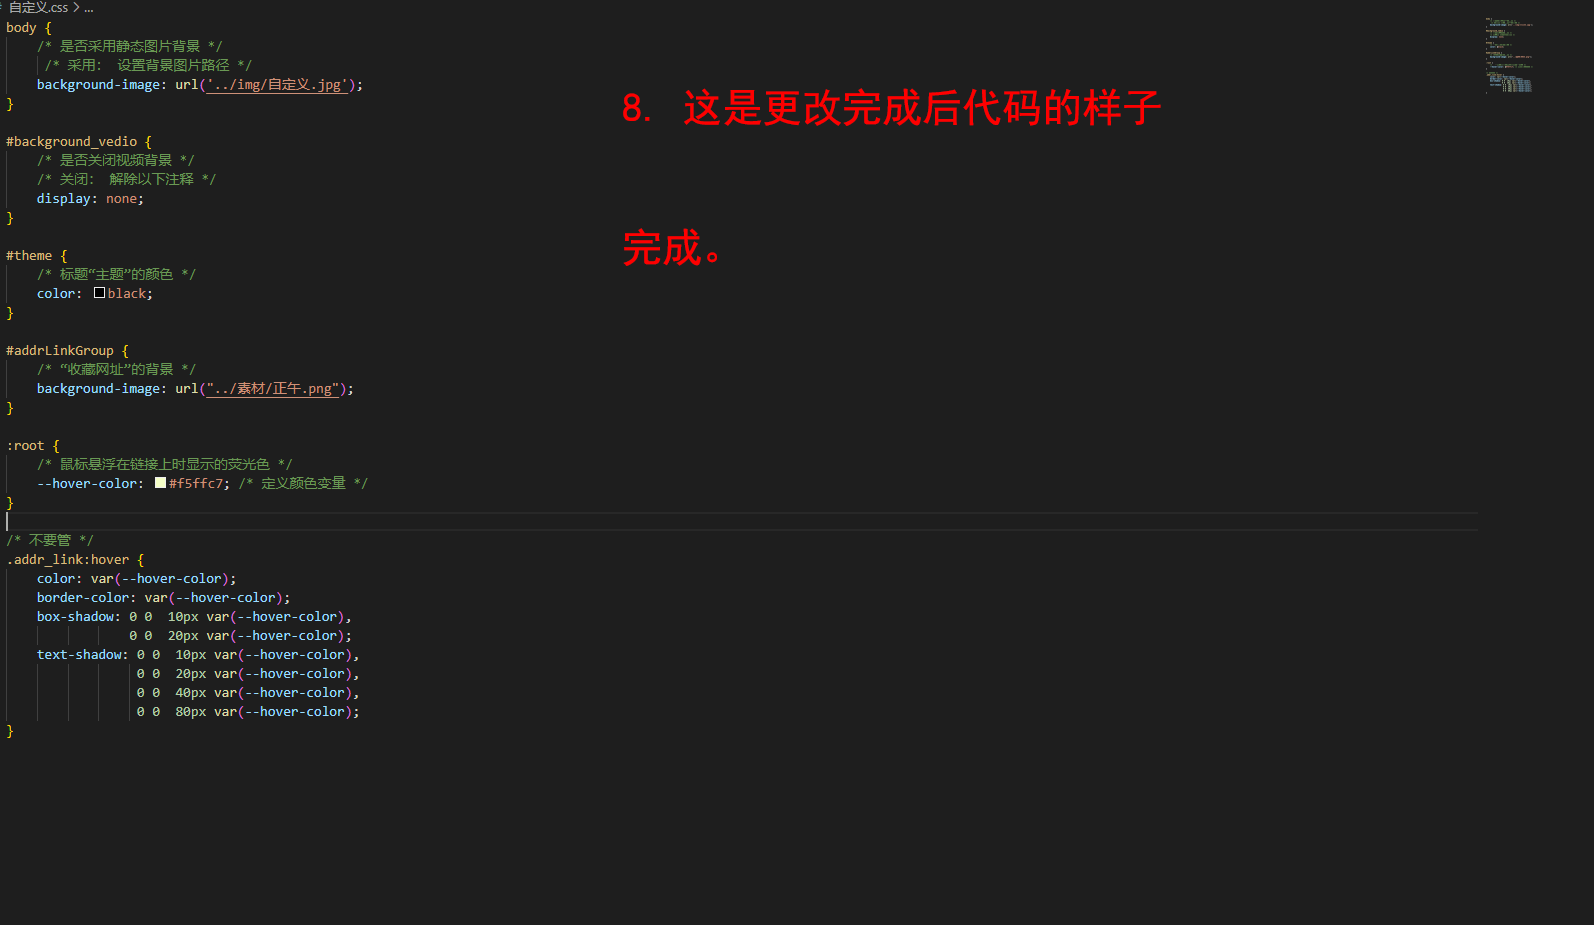 自定义.css > ...
body {
/* 是否采用静态图片背景 */
/* 采用： 设置背景图片路径 */
background-image: url('../img/自定义.jpg');
}
8. 这是更改完成后代码的样子
#background_vedio {
/* 是否关闭视频背景 */
/* 关闭： 解除以下注释 */
display: none;
}
完成。
#theme {
/* 标题“主题”的颜色 */
color: black;
}
#addrLinkGroup {
/* “收藏网址”的背景 */
background-image: url("../素材/正午.png");
}
:root {
/* 鼠标悬浮在链接上时显示的荧光色 */
--hover-color: #f5ffc7; /* 定义颜色变量 */
}
/* 不要管 */
.addr_link:hover {
color: var(--hover-color);
border-color: var(--hover-color);
box-shadow: 0 0  10px var(--hover-color),
0 0  20px var(--hover-color);
text-shadow: 0 0  10px var(--hover-color),
0 0  20px var(--hover-color),
0 0  40px var(--hover-color),
0 0  80px var(--hover-color);
}